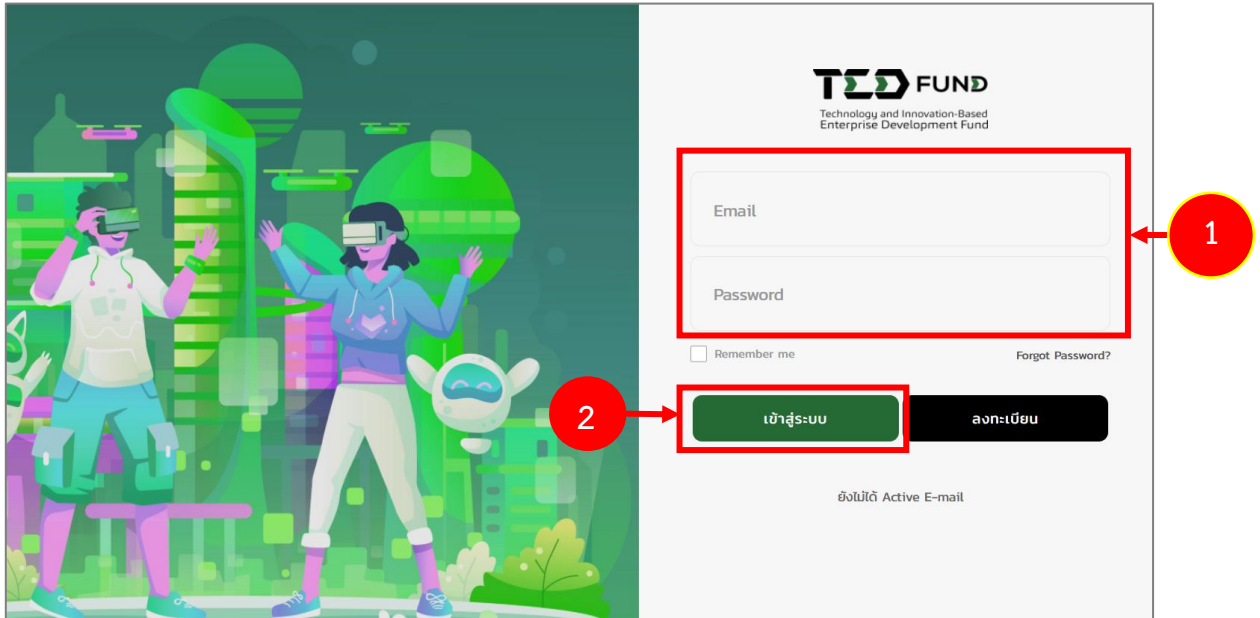 TED FUND
Technology and Innovation-Based
Enterprise Development Fund
Email
1
Password
Remember me
Forgot Password?
2
เข้าสู่ระบบ
ลงทะเบียน
ยังไม่ได้ Active E-mail